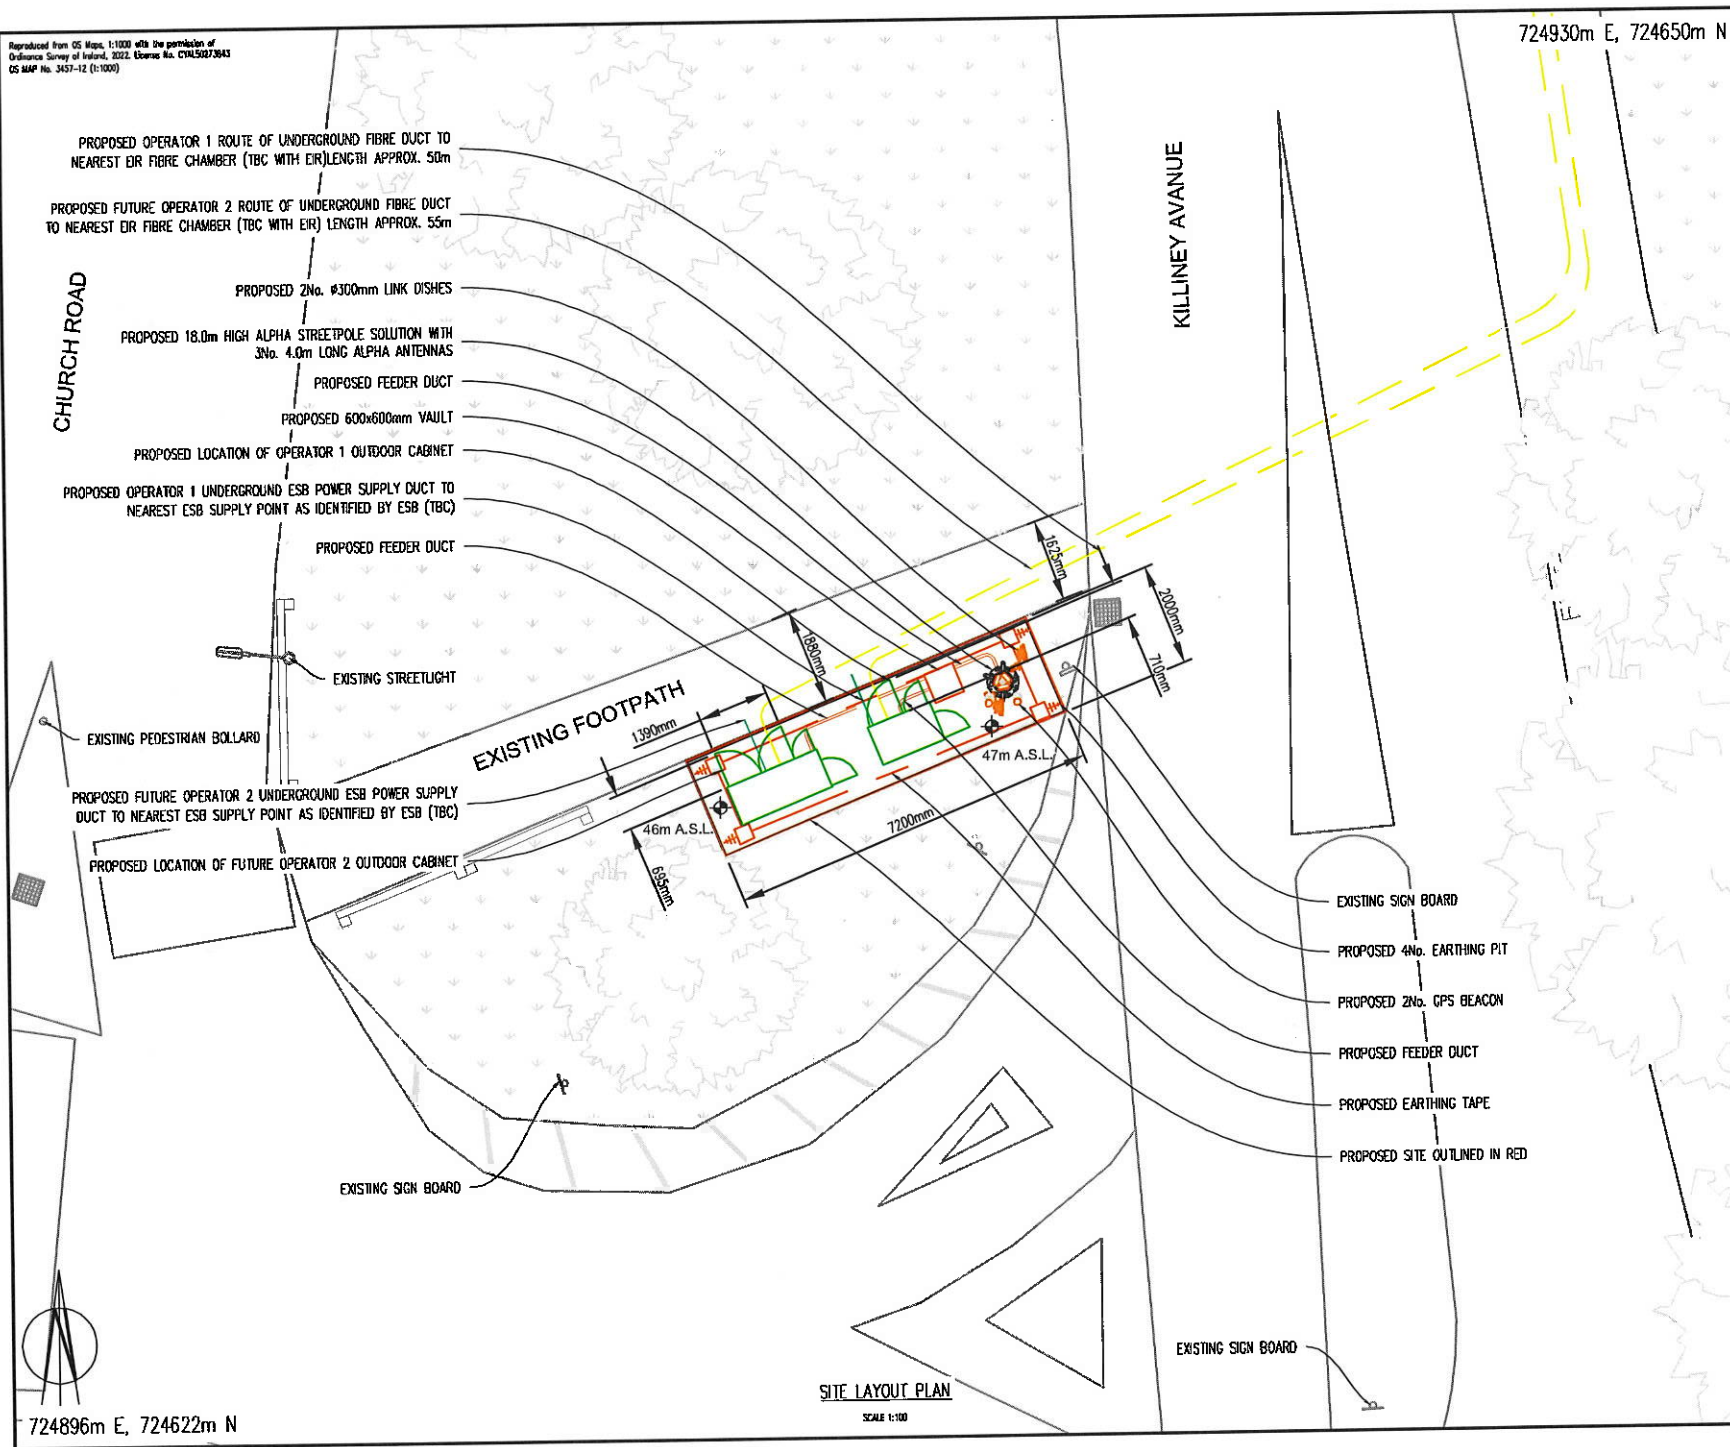 Reproduced from OS Maps, 1:1000 with the permission of
Ordinance Survey of Ireland, 2022. License No. CYAL50273643
OS MAP No. 3457-12 (1:1000)
724930m E, 724650m N
PROPOSED OPERATOR 1 ROUTE OF UNDERGROUND FIBRE DUCT TO
NEAREST EIR FIBRE CHAMBER (TBC WITH EIR)LENGTH APPROX. 50m
PROPOSED FUTURE OPERATOR 2 ROUTE OF UNDERGROUND FIBRE DUCT
TO NEAREST EIR FIBRE CHAMBER (TBC WITH EIR) LENGTH APPROX. 55m
PROPOSED 2No. ø300mm LINK DISHES
PROPOSED 18.0m HIGH ALPHA STREETPOLE SOLUTION WITH
3No. 4.0m LONG ALPHA ANTENNAS
PROPOSED FEEDER DUCT
PROPOSED 600x600mm VAULT
PROPOSED LOCATION OF OPERATOR 1 OUTDOOR CABINET
PROPOSED OPERATOR 1 UNDERGROUND ESB POWER SUPPLY DUCT TO
NEAREST ESB SUPPLY POINT AS IDENTIFIED BY ESB (TBC)
PROPOSED FEEDER DUCT
CHURCH ROAD
KILLINEY AVANUE
EXISTING STREETLIGHT
EXISTING PEDESTRIAN BOLLARD
EXISTING FOOTPATH
1625mm
2000mm
710mm
1880mm
1390mm
47m A.S.L.
46m A.S.L.
7200mm
695mm
PROPOSED FUTURE OPERATOR 2 UNDERGROUND ESB POWER SUPPLY
DUCT TO NEAREST ESB SUPPLY POINT AS IDENTIFIED BY ESB (TBC)
PROPOSED LOCATION OF FUTURE OPERATOR 2 OUTDOOR CABINET
EXISTING SIGN BOARD
PROPOSED 4No. EARTHING PIT
PROPOSED 2No. GPS BEACON
PROPOSED FEEDER DUCT
PROPOSED EARTHING TAPE
PROPOSED SITE OUTLINED IN RED
EXISTING SIGN BOARD
EXISTING SIGN BOARD
SITE LAYOUT PLAN
SCALE 1:100
N
724896m E, 724622m N